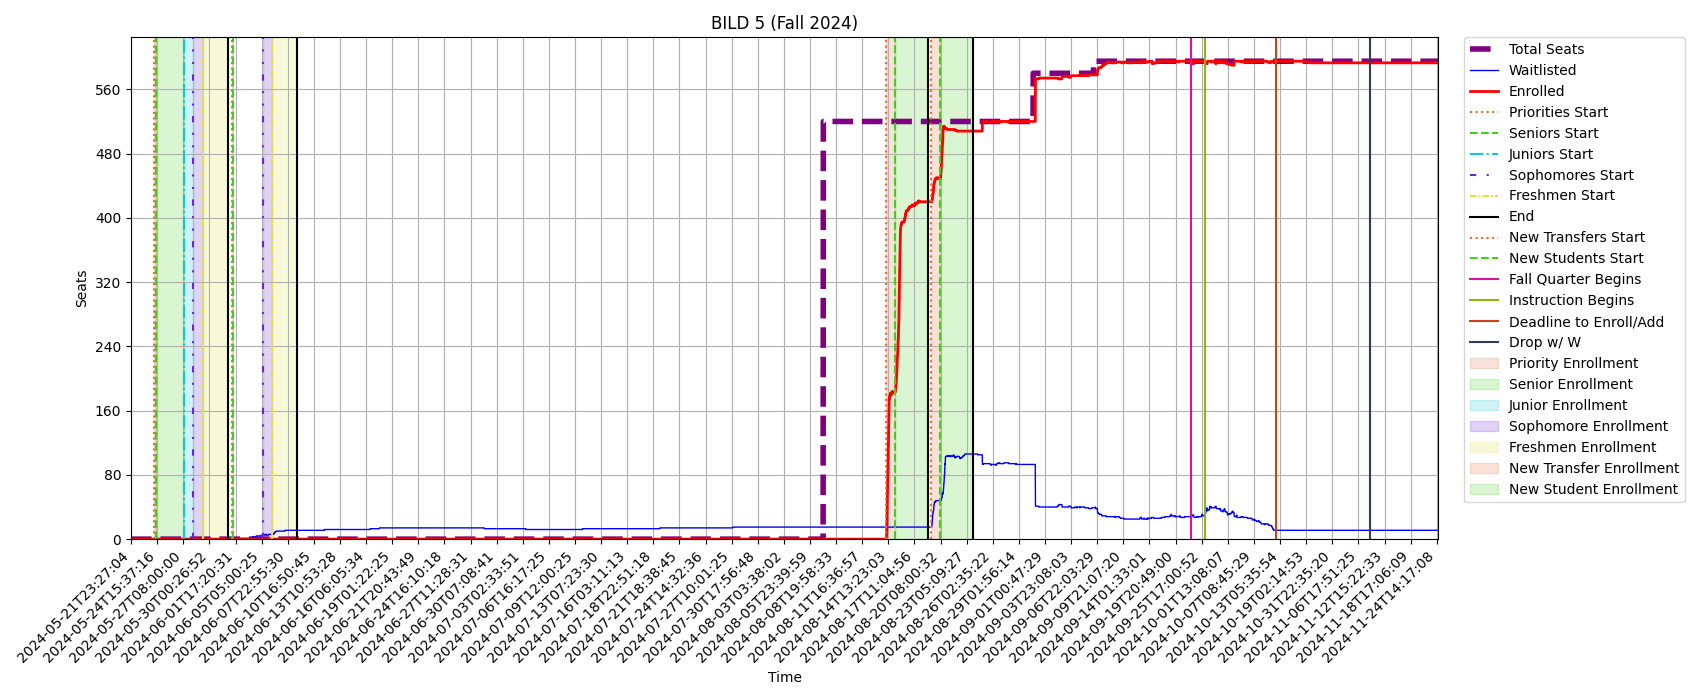 BILD 5 (Fall 2024)
Seats
560
480
400
320
240
160
80
0
2024-05-21T23:27:04
2024-05-24T15:37:16
2024-05-27T08:00:00
2024-05-30T00:26:52
2024-06-01T17:20:31
2024-06-05T05:00:25
2024-06-07T22:55:30
2024-06-10T16:50:45
2024-06-13T10:53:28
2024-06-16T06:05:34
2024-06-19T01:22:25
2024-06-21T20:43:49
2024-06-24T16:10:18
2024-06-27T11:28:31
2024-06-30T07:08:41
2024-07-03T02:33:51
2024-07-06T16:17:25
2024-07-09T12:00:25
2024-07-13T07:23:30
2024-07-16T03:11:13
2024-07-18T22:51:18
2024-07-21T18:38:45
2024-07-24T14:32:36
2024-07-27T10:01:25
2024-07-30T17:56:48
2024-08-03T03:38:02
2024-08-05T23:39:59
2024-08-08T19:58:33
2024-08-11T16:36:57
2024-08-14T13:23:03
2024-08-17T11:04:56
2024-08-20T08:00:32
2024-08-23T05:09:27
2024-08-26T02:35:22
2024-08-29T01:56:14
2024-09-01T00:47:29
2024-09-03T23:08:03
2024-09-06T22:03:29
2024-09-09T21:07:20
2024-09-14T01:33:01
2024-09-19T20:49:00
2024-09-25T17:00:52
2024-10-01T13:08:07
2024-10-07T08:45:29
2024-10-13T05:35:54
2024-10-19T02:14:53
2024-10-31T22:35:20
2024-11-06T17:51:25
2024-11-12T15:22:33
2024-11-18T17:06:09
2024-11-24T14:17:08
Time
Total Seats
Waitlisted
Enrolled
Priorities Start
Seniors Start
Juniors Start
Sophomores Start
Freshmen Start
End
New Transfers Start
New Students Start
Fall Quarter Begins
Instruction Begins
Deadline to Enroll/Add
Drop w/ W
Priority Enrollment
Senior Enrollment
Junior Enrollment
Sophomore Enrollment
Freshmen Enrollment
New Transfer Enrollment
New Student Enrollment